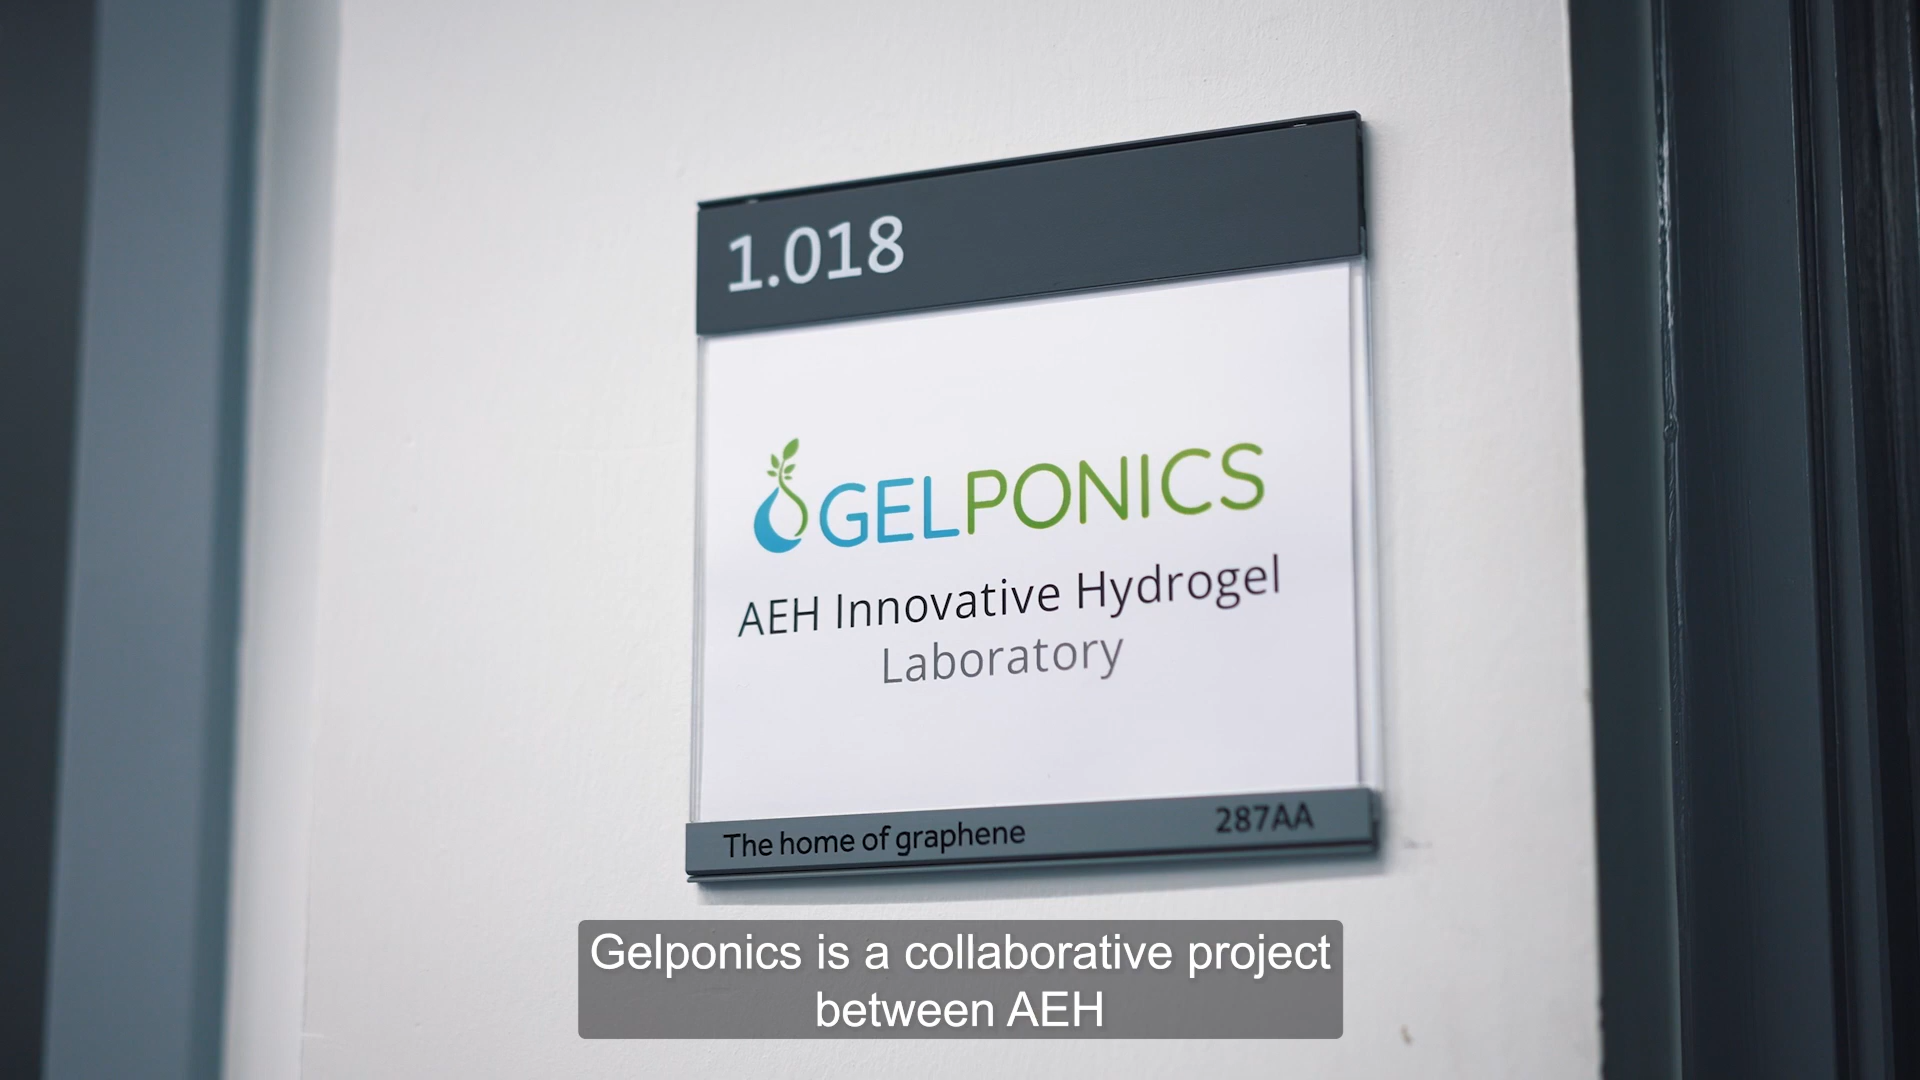 1.018
GELPONICS
AEH Innovative Hydrogel
Laboratory
The home of graphene 287AA
Gelponics is a collaborative project
between AEH